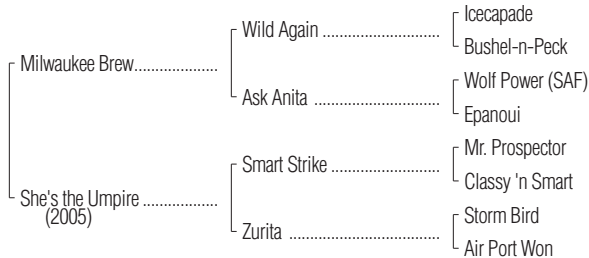 Icecapade
Wild Again ........................
Bushel-n-Peck
Milwaukee Brew.................
Wolf Power (SAF)
Ask Anita .........................
Epanoui
Mr. Prospector
Smart Strike ......................
Classy 'n Smart
She's the Umpire ...............
(2005)
Storm Bird
Zurita ...............................
Air Port Won